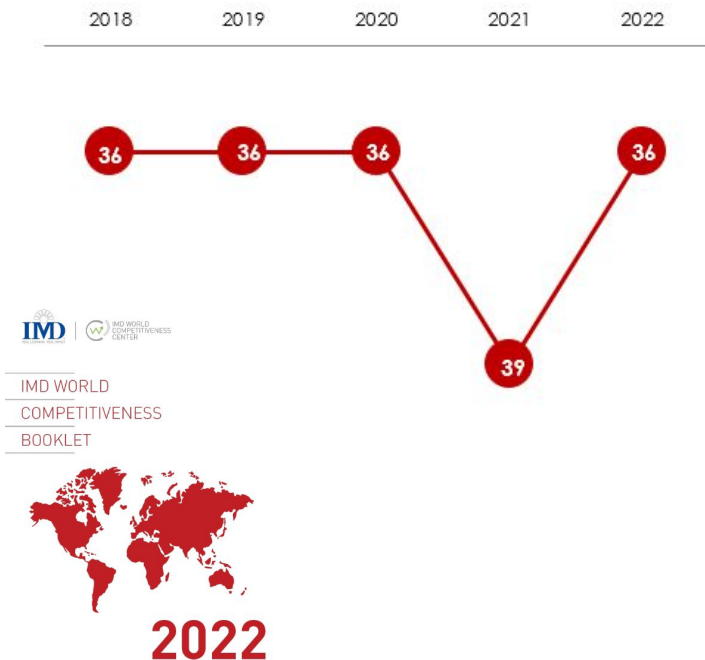 2018 2019 2020 2021 2022
36 36 36 36
39
IMD
IMD WORLD
COMPETITIVENESS
CENTER
IMD WORLD
COMPETITIVENESS
BOOKLET
2022